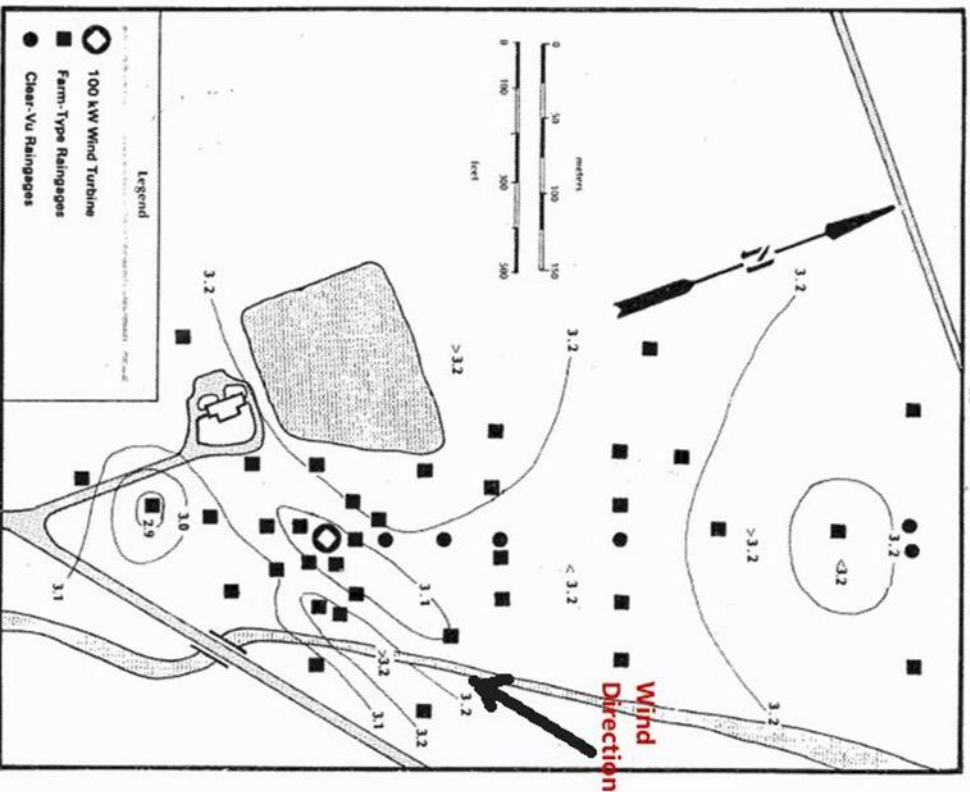 Legend
100 kW Wind Turbine
Farm-Type Raingages
Clear-Vu Raingages
0 50 100 150
meters
0 100 300 500
feet
N
3.2
3.2
3.2
>3.2
3.2
>3.2
<3.2
3.2
<3.2
3.0
2.9
3.1
3.1
>3.2
3.2
3.2
3.1
3.2
Wind
Direction